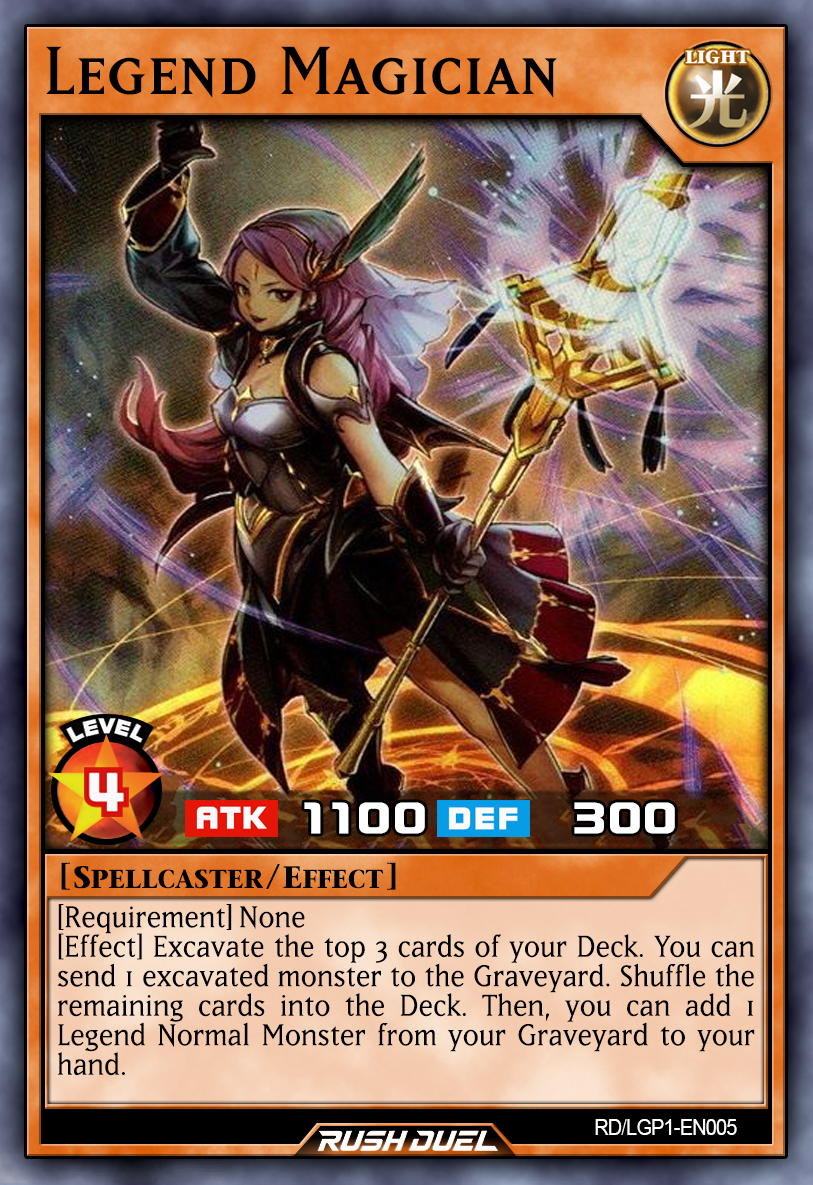 Legend Magician
LIGHT
光
LEVEL
4
ATK 1100 DEF 300
[Spellcaster/Effect]
[Requirement] None
[Effect] Excavate the top 3 cards of your Deck. You can
send 1 excavated monster to the Graveyard. Shuffle the
remaining cards into the Deck. Then, you can add 1
Legend Normal Monster from your Graveyard to your
hand.
RUSH DUEL
RD/LGP1-EN005